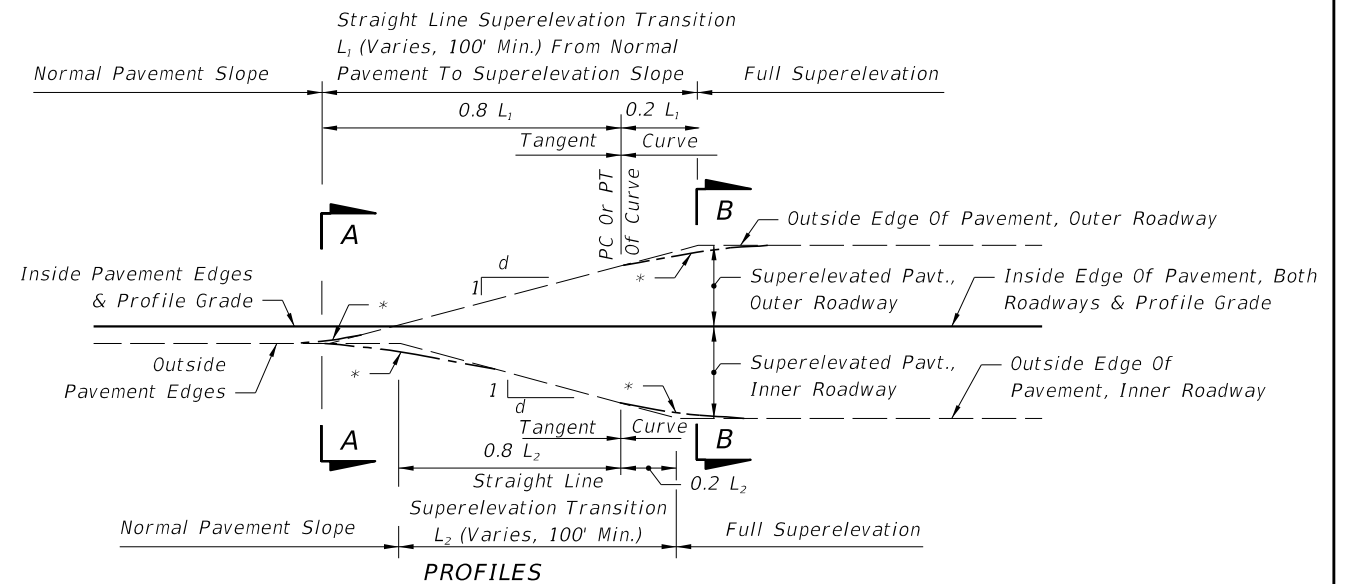 Straight Line Superelevation Transition
L₁ (Varies, 100' Min.) From Normal
Pavement To Superelevation Slope
Normal Pavement Slope
Full Superelevation
0.8 L₁
0.2 L₁
Tangent
Curve
PC Or PT
Of Curve
A
B
Outside Edge Of Pavement, Outer Roadway
d
1
*
*
Inside Pavement Edges
& Profile Grade
Superelevated Pavt.,
Outer Roadway
Inside Edge Of Pavement, Both
Roadways & Profile Grade
Outside
Pavement Edges
*
*
1
d
Superelevated Pavt.,
Inner Roadway
Outside Edge Of
Pavement, Inner Roadway
Tangent
Curve
A
B
0.8 L₂
0.2 L₂
Straight Line
Superelevation Transition
L₂ (Varies, 100' Min.)
Normal Pavement Slope
Full Superelevation
PROFILES